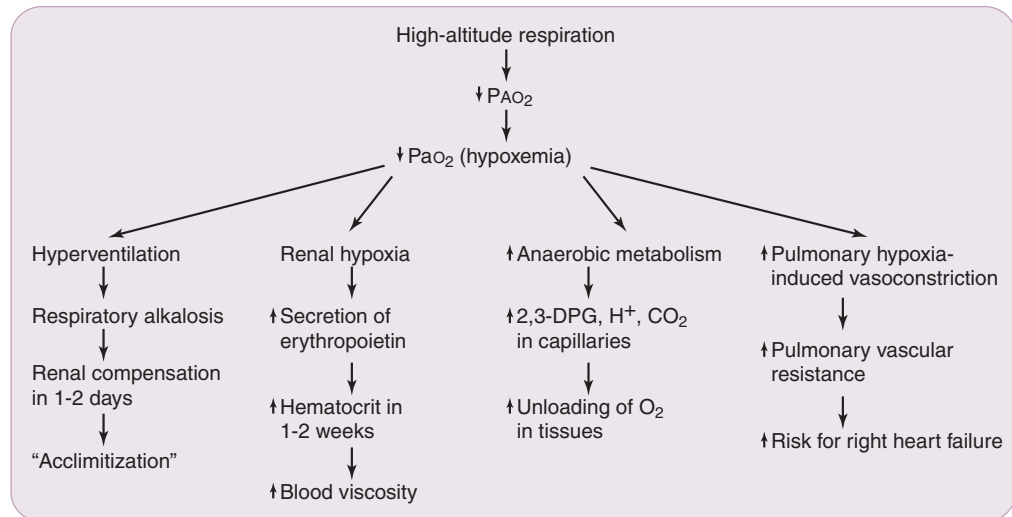 High-altitude respiration
↓ PAO₂
↓ PaO₂ (hypoxemia)
Hyperventilation
Respiratory alkalosis
Renal compensation
in 1-2 days
“Acclimitization”
Renal hypoxia
↑ Secretion of
erythropoietin
↑ Hematocrit in
1-2 weeks
↑ Blood viscosity
↑ Anaerobic metabolism
↑ 2,3-DPG, H⁺, CO₂
in capillaries
↑ Unloading of O₂
in tissues
↑ Pulmonary hypoxia-
induced vasoconstriction
↑ Pulmonary vascular
resistance
↑ Risk for right heart failure